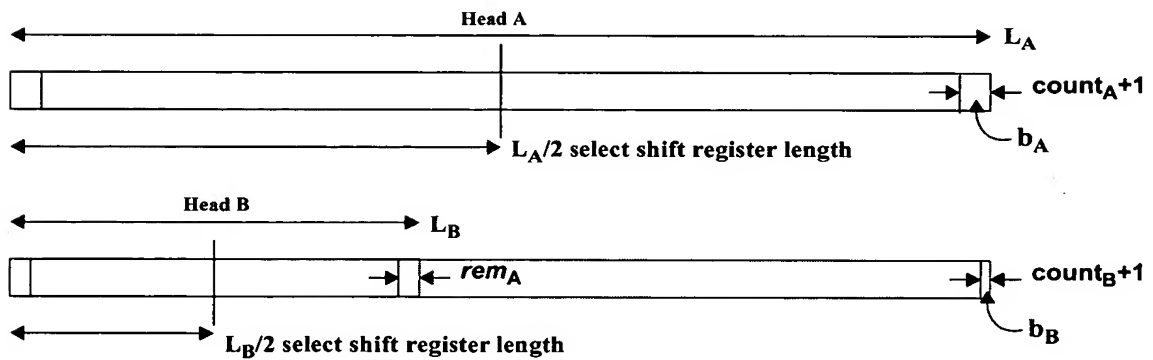 Head A
L_A
count_A+1
b_A
L_A/2 select shift register length
Head B
L_B
rem_A
count_B+1
b_B
L_B/2 select shift register length